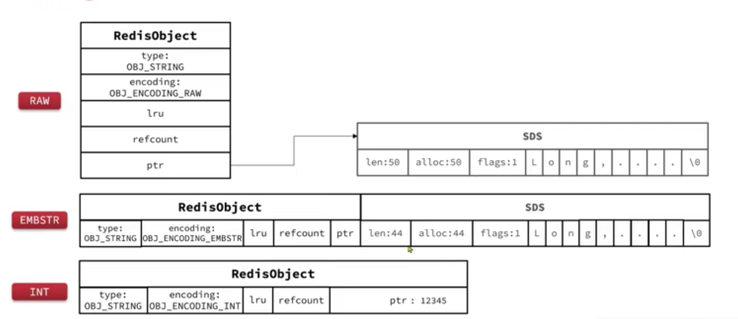 RedisObject
type:
OBJ_STRING
encoding:
OBJ_ENCODING_RAW
RAW
lru
refcount
ptr
SDS
len:50 alloc:50 flags:1 L o n g , . . . . \0
RedisObject SDS
EMBSTR
type:
OBJ_STRING
encoding:
OBJ_ENCODING_EMBSTR
lru refcount ptr len:44 alloc:44 flags:1 L o n g , . . . . \0
RedisObject
INT
type:
OBJ_STRING
encoding:
OBJ_ENCODING_INT
lru refcount ptr : 12345